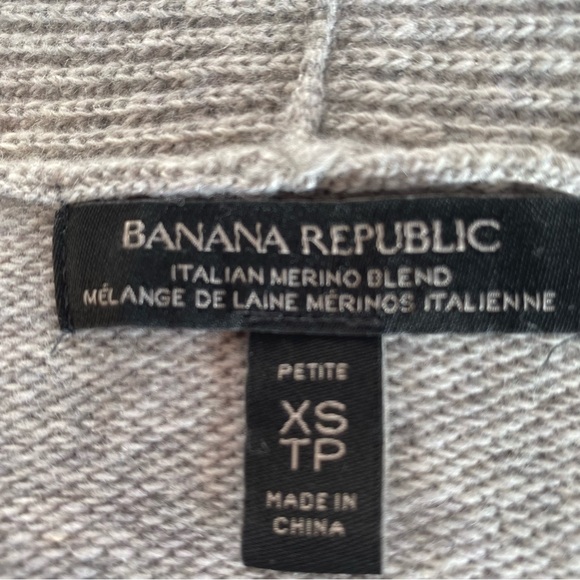 BANANA REPUBLIC
ITALIAN MERINO BLEND
MÉLANGE DE LAINE MÉRINOS ITALIENNE
PETITE
XS
TP
MADE IN
CHINA